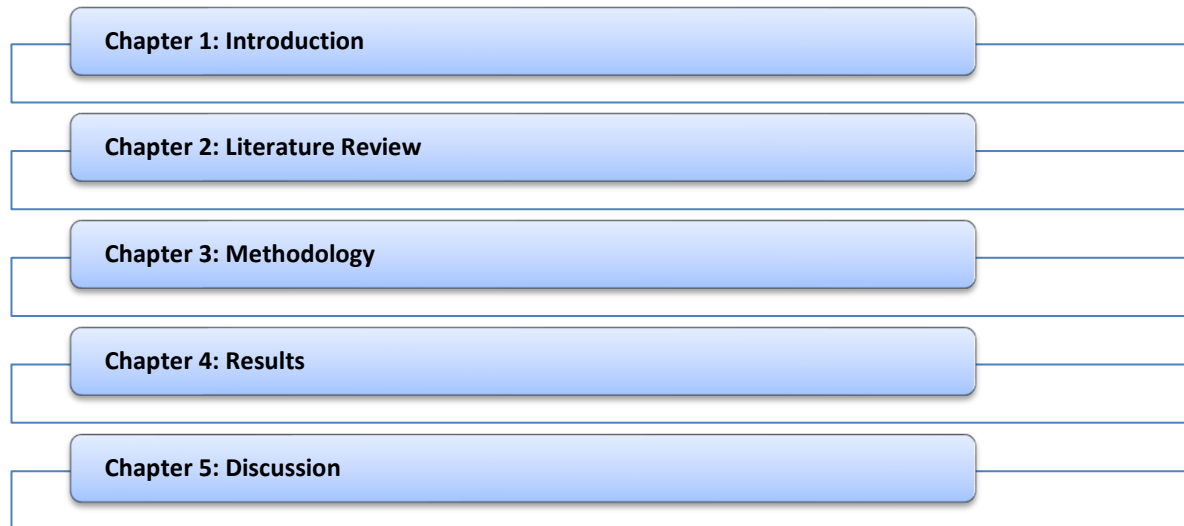 Chapter 1: Introduction
Chapter 2: Literature Review
Chapter 3: Methodology
Chapter 4: Results
Chapter 5: Discussion